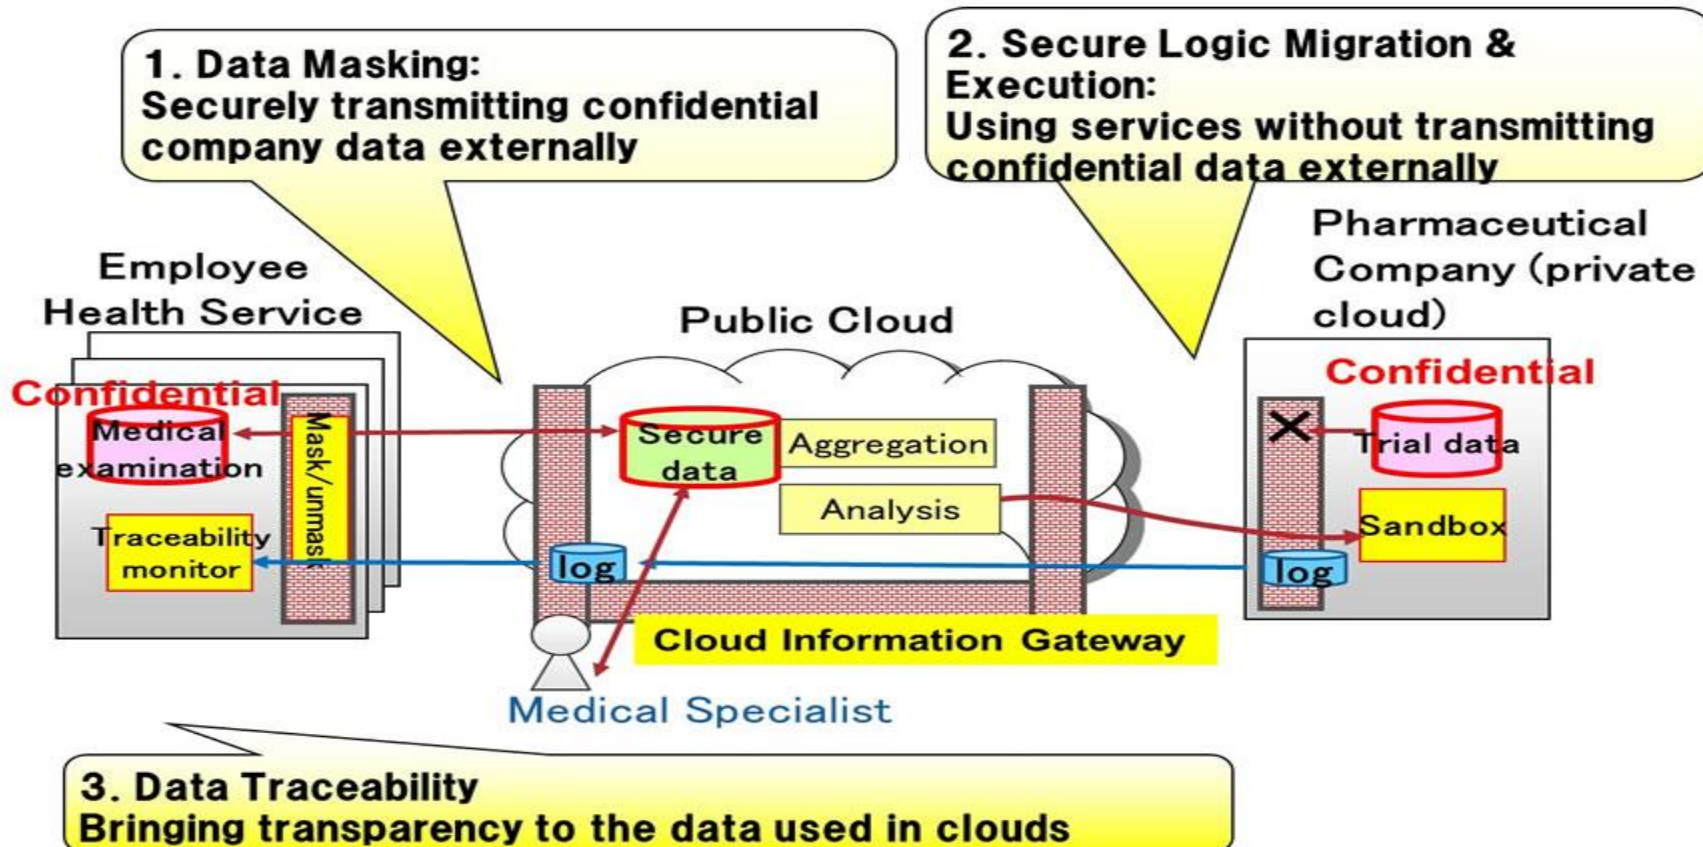 1. Data Masking:
Securely transmitting confidential
company data externally
2. Secure Logic Migration &
Execution:
Using services without transmitting
confidential data externally
Employee
Health Service
Public Cloud
Pharmaceutical
Company (private
cloud)
Confidential
Medical
examination
Mask/unmask
Traceability
monitor
Secure
data
Aggregation
Analysis
log
Confidential
Trial data
Sandbox
log
Cloud Information Gateway
Medical Specialist
3. Data Traceability
Bringing transparency to the data used in clouds